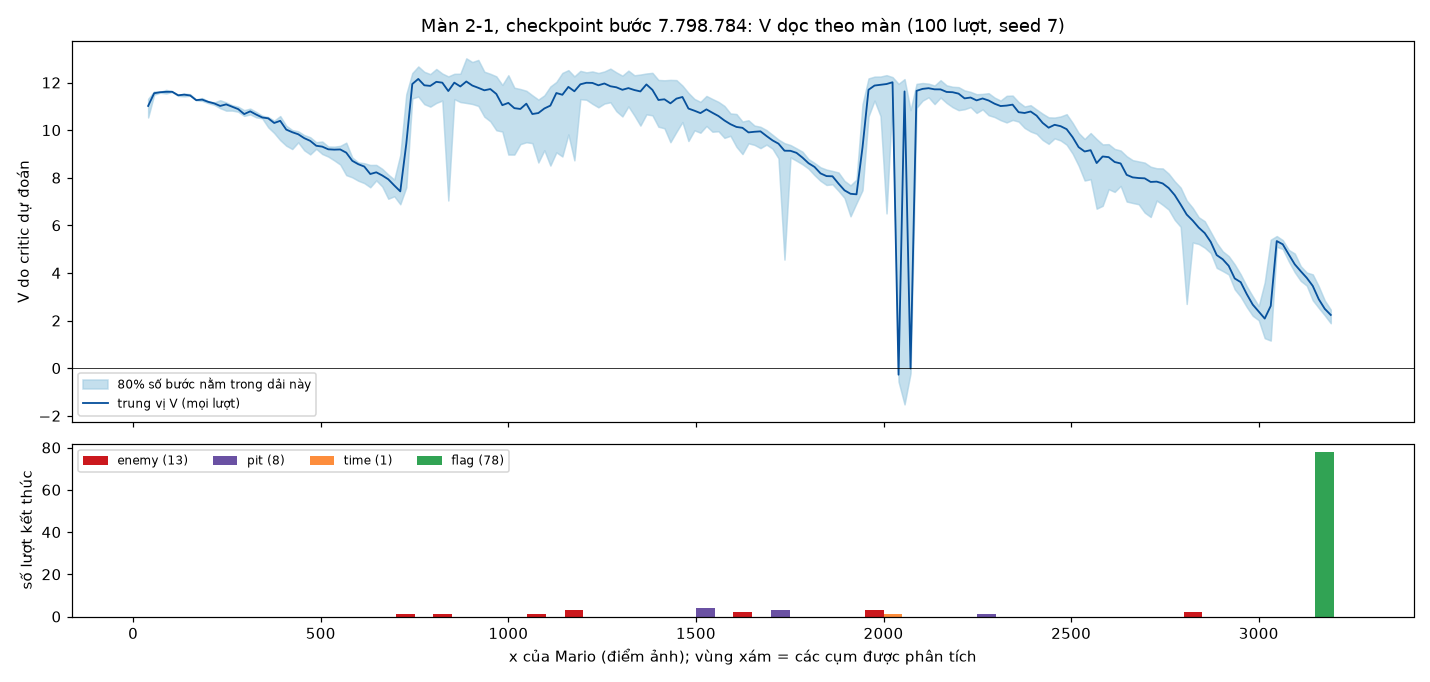 Màn 2-1, checkpoint bước 7.798.784: V dọc theo màn (100 lượt, seed 7)
V do critic dự đoán
12
10
8
6
4
2
0
−2
80% số bước nằm trong dải này
trung vị V (mọi lượt)
số lượt kết thúc
80
60
40
20
0
enemy (13)
pit (8)
time (1)
flag (78)
0
500
1000
1500
2000
2500
3000
x của Mario (điểm ảnh); vùng xám = các cụm được phân tích